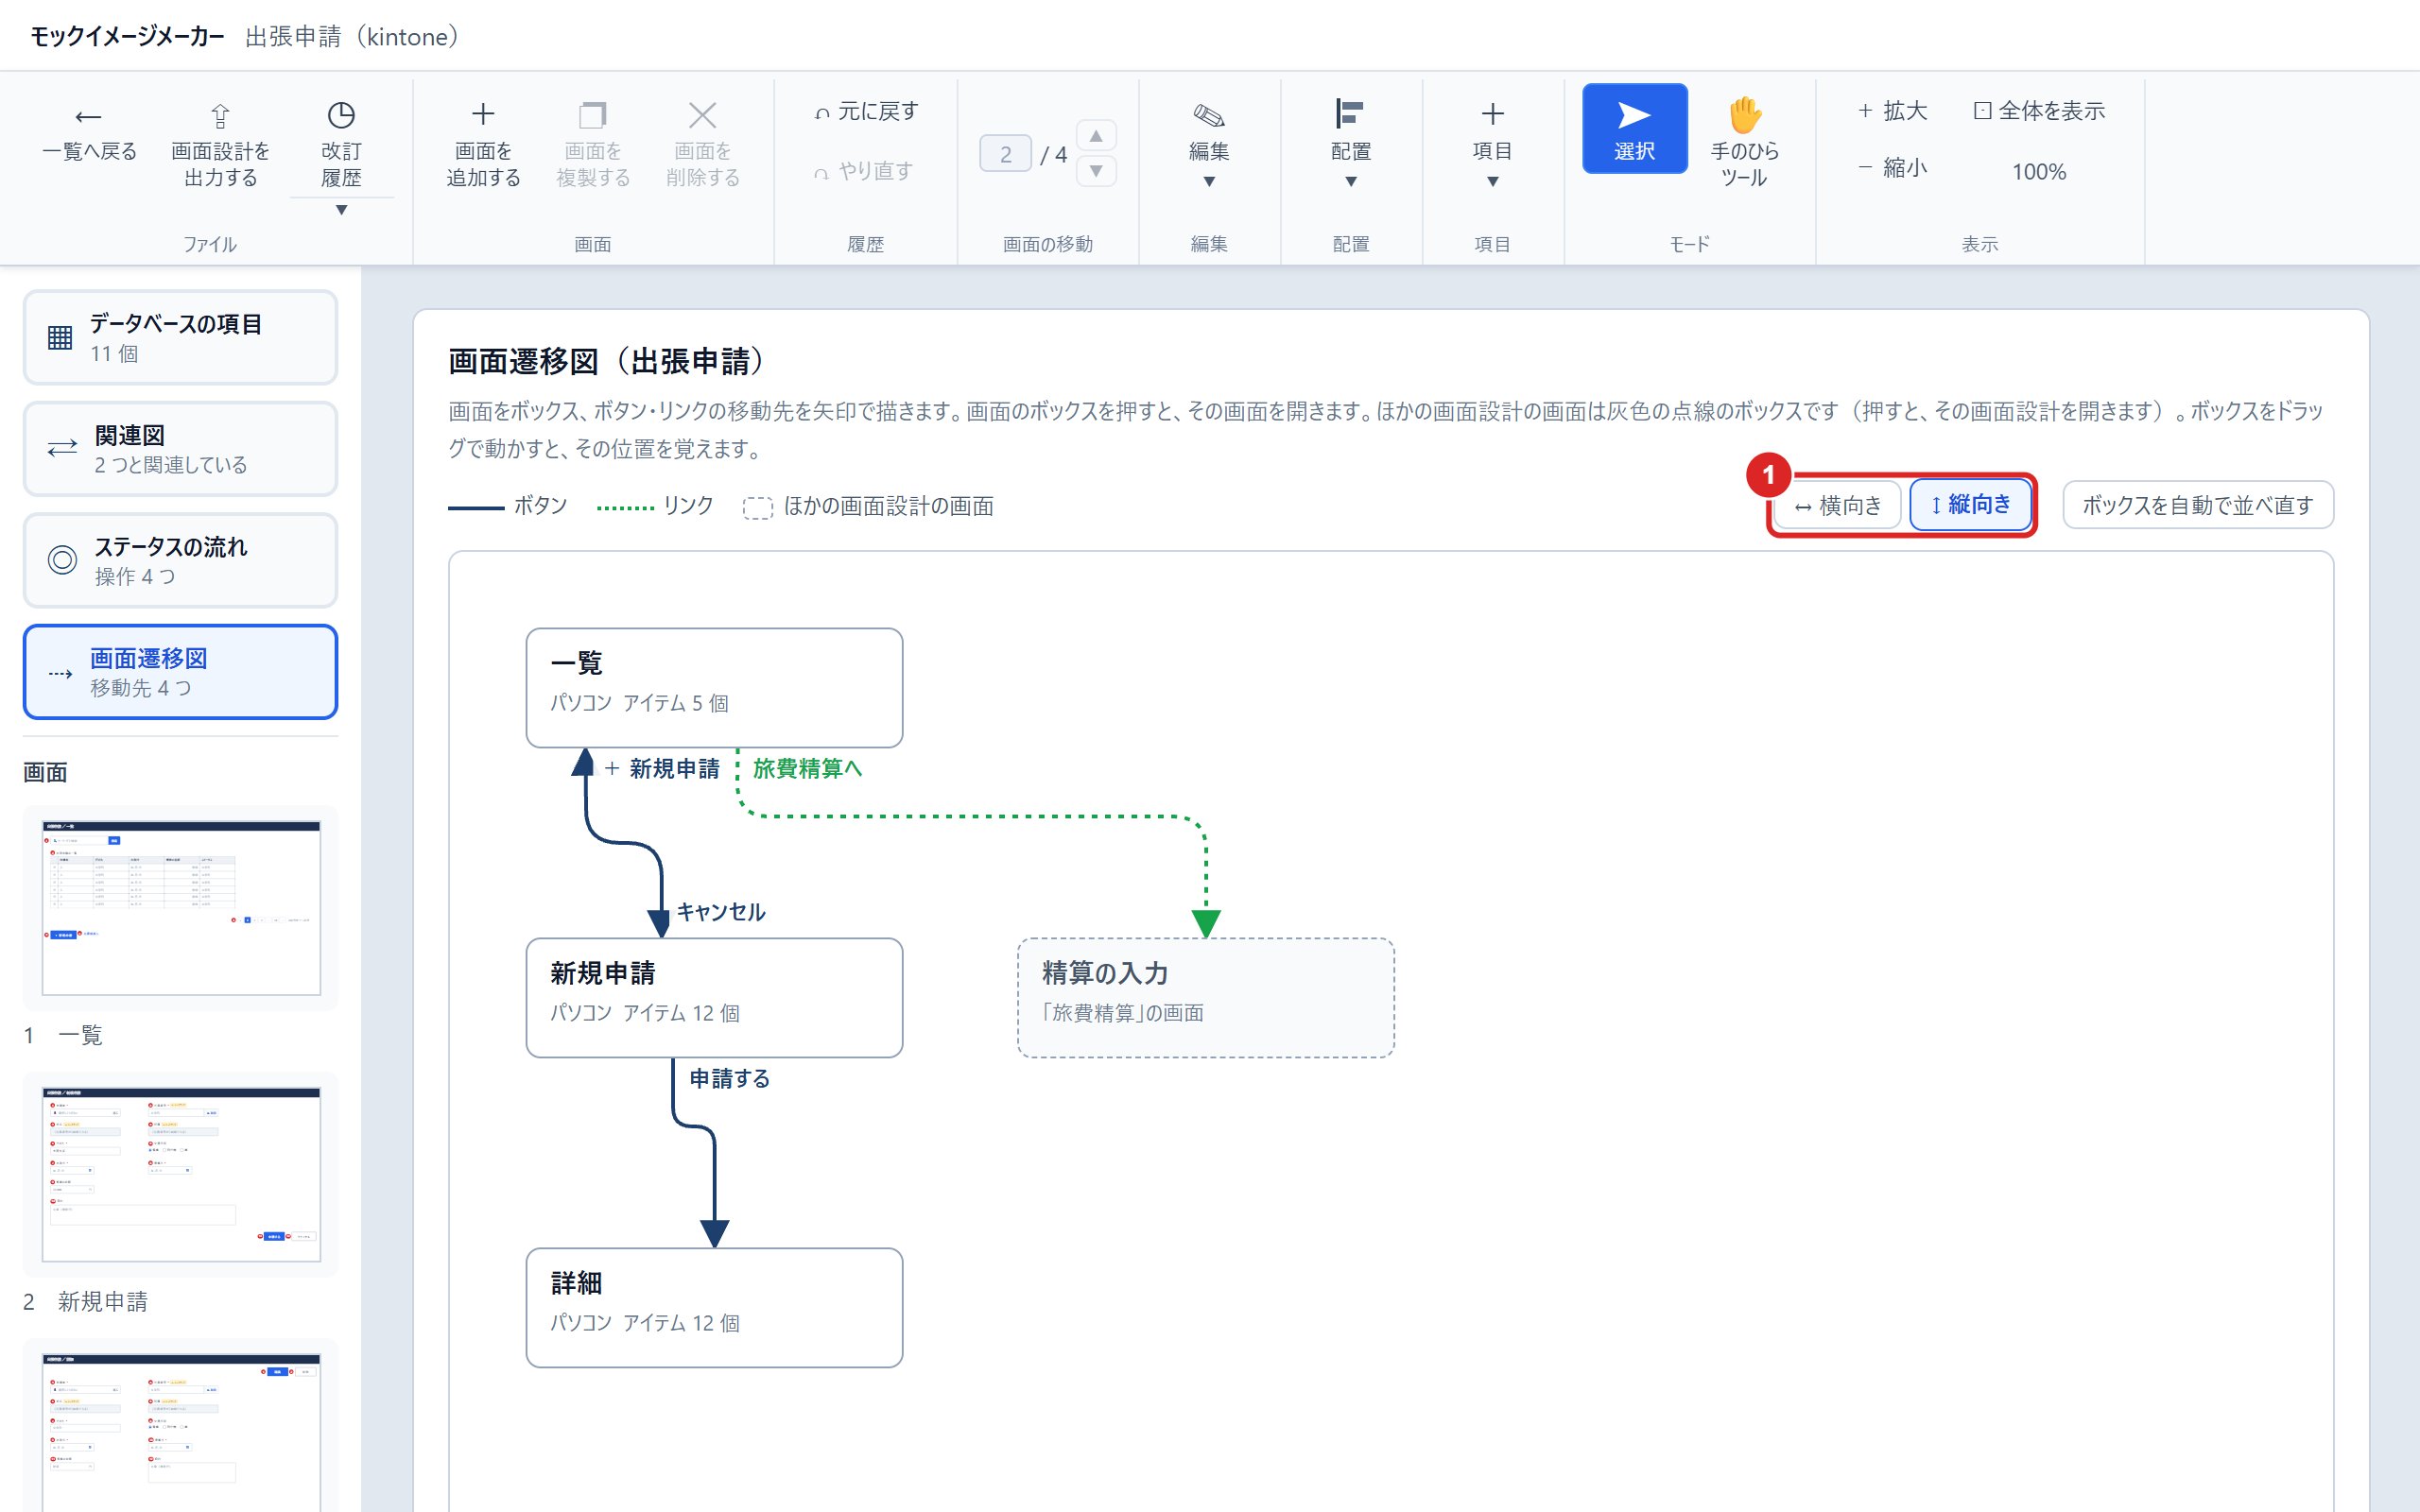 モックイメージメーカー 出張申請（kintone）
一覧へ戻る
画面設計を
出力する
改訂
履歴
ファイル
画面を
追加する
画面を
複製する
画面を
削除する
画面
元に戻す
やり直す
履歴
2 / 4
画面の移動
編集
編集
配置
配置
項目
項目
選択
手のひら
ツール
モード
+ 拡大
全体を表示
− 縮小
100%
表示
データベースの項目
11 個
関連図
2 つと関連している
ステータスの流れ
操作 4 つ
画面遷移図
移動先 4 つ
画面
1 一覧
2 新規申請
画面遷移図（出張申請）
画面をボックス、ボタン・リンクの移動先を矢印で描きます。画面のボックスを押すと、その画面を開きます。ほかの画面設計の画面は灰色の点線のボックスです（押すと、その画面設計を開きます）。ボックスをドラッ
グで動かすと、その位置を覚えます。
ボタン
リンク
ほかの画面設計の画面
1
↔ 横向き
↕ 縦向き
ボックスを自動で並べ直す
一覧
パソコン アイテム 5 個
＋ 新規申請
旅費精算へ
キャンセル
新規申請
パソコン アイテム 12 個
精算の入力
「旅費精算」の画面
申請する
詳細
パソコン アイテム 12 個